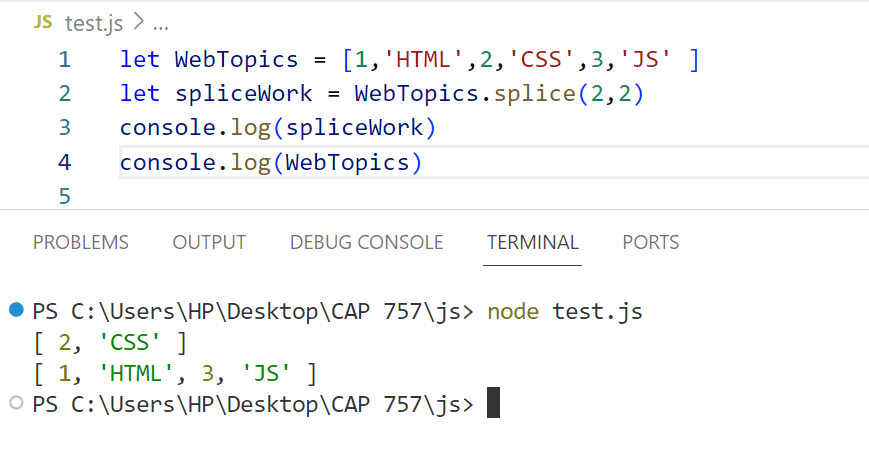 JS test.js > ...
1 let WebTopics = [1,'HTML',2,'CSS',3,'JS' ]
2 let spliceWork = WebTopics.splice(2,2)
3 console.log(spliceWork)
4 console.log(WebTopics)
5
PROBLEMS OUTPUT DEBUG CONSOLE TERMINAL PORTS
PS C:\Users\HP\Desktop\CAP 757\js> node test.js
[ 2, 'CSS' ]
[ 1, 'HTML', 3, 'JS' ]
PS C:\Users\HP\Desktop\CAP 757\js>